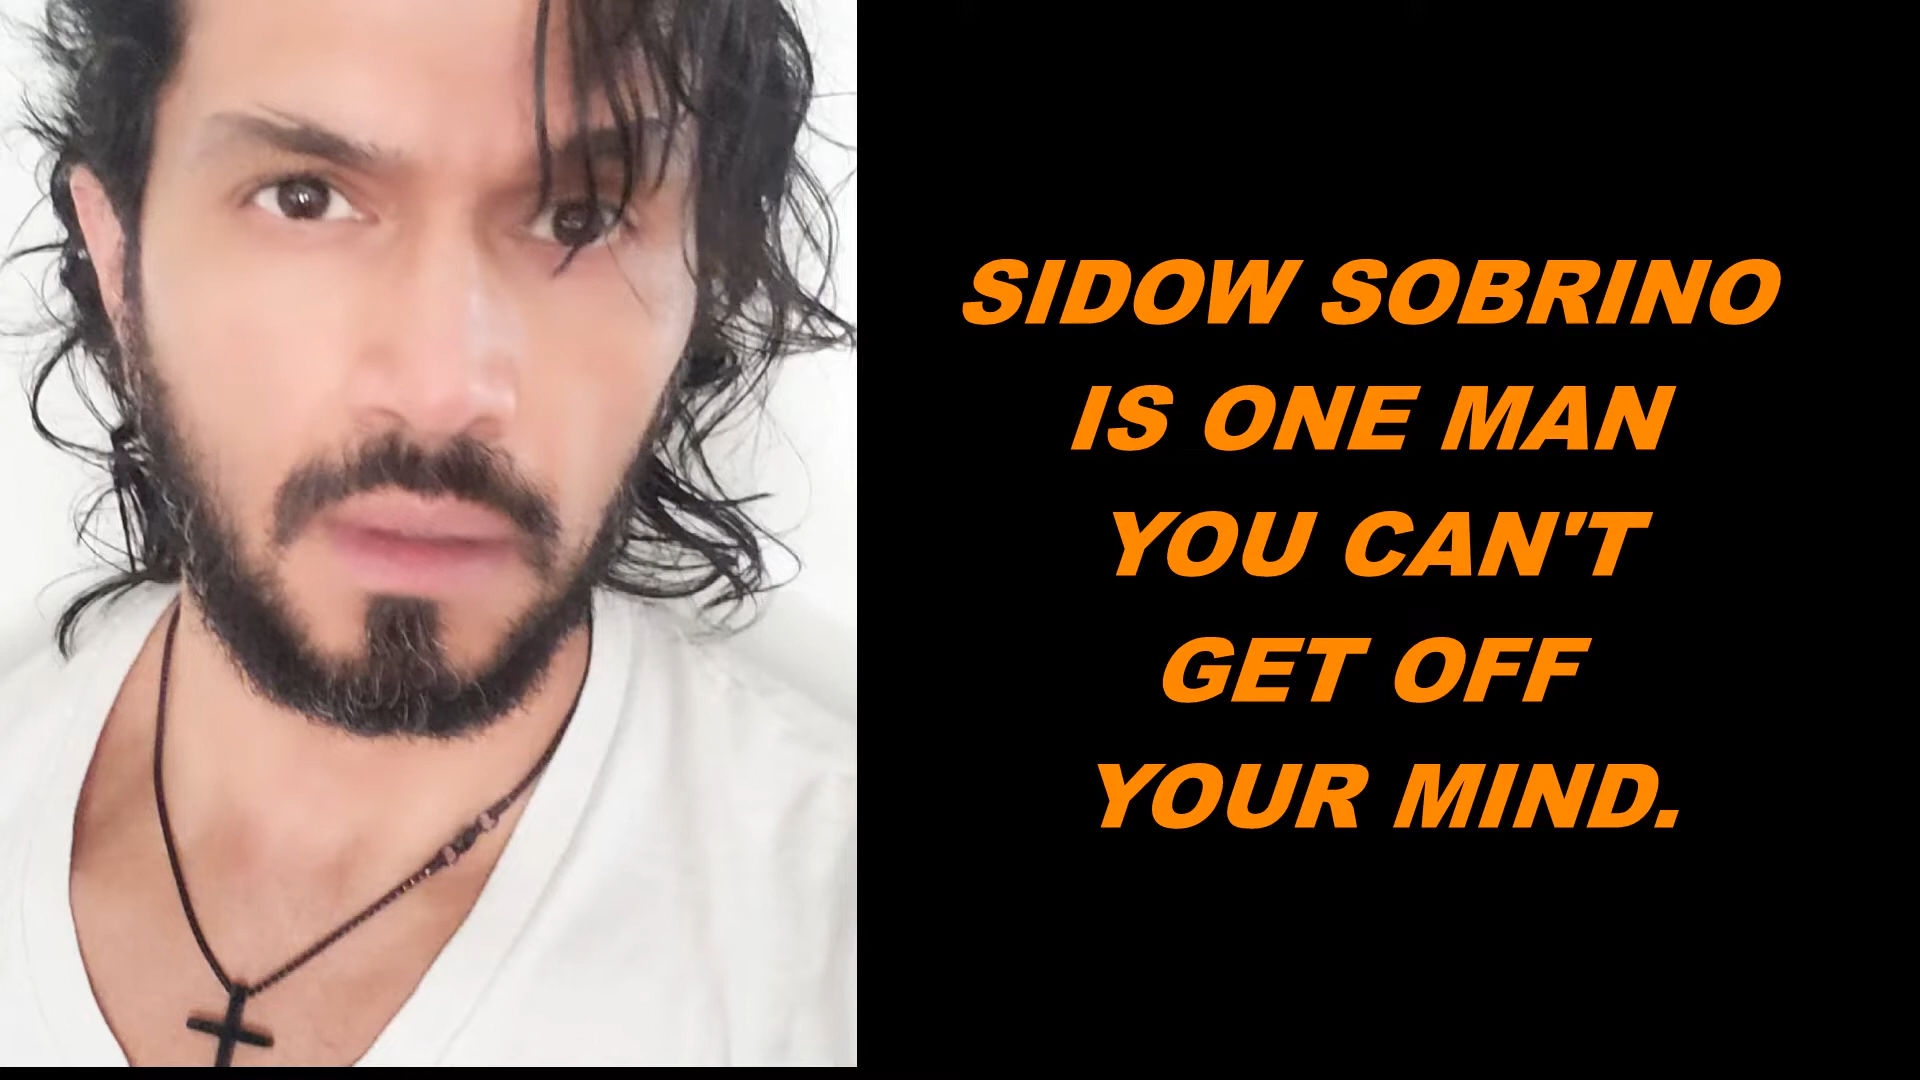 SIDOW SOBRINO
IS ONE MAN
YOU CAN'T
GET OFF
YOUR MIND.